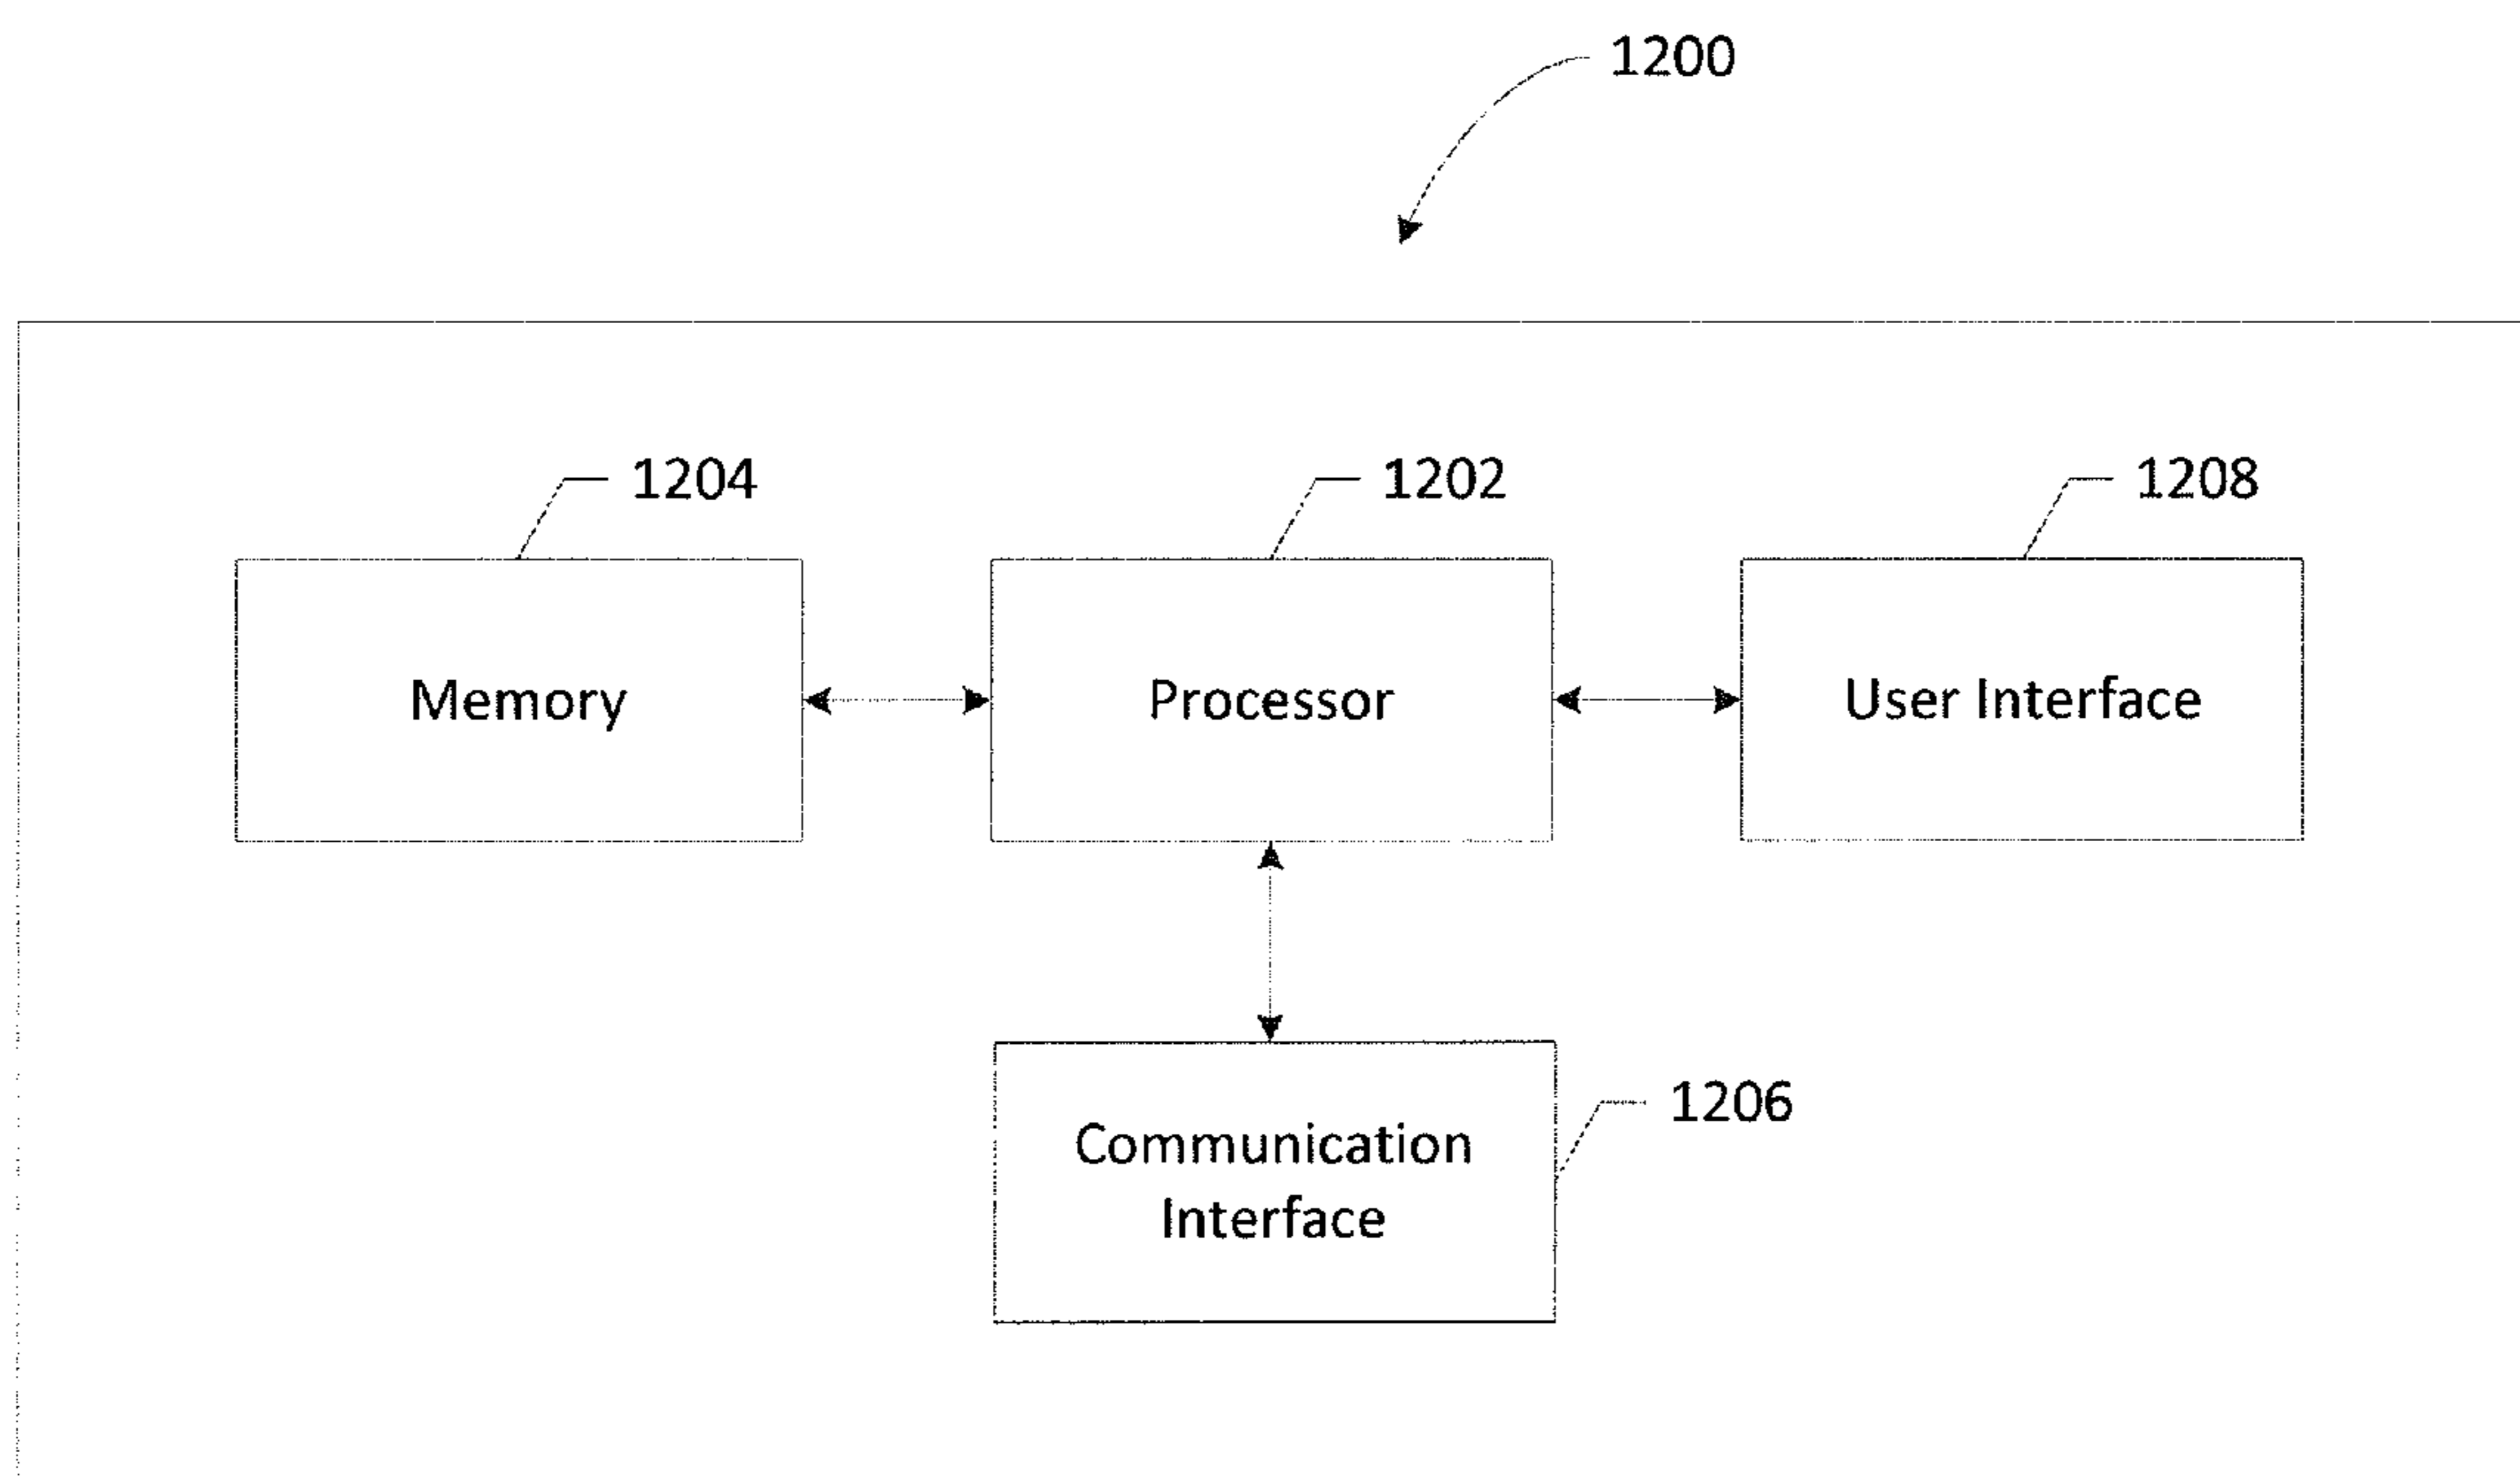 1200
1204
1202
1208
Memory
Processor
User Interface
1206
Communication
Interface